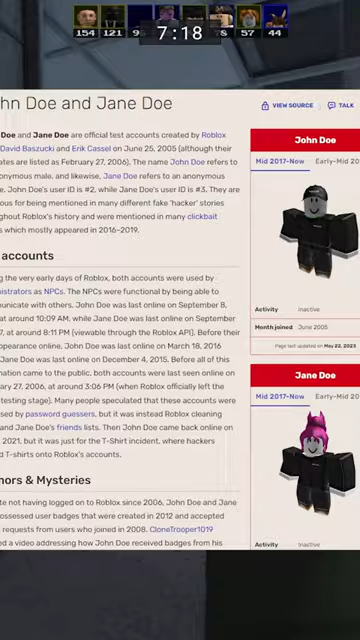 154 121 9 78 57 44
7:18
hn Doe and Jane Doe
VIEW SOURCE TALK
Doe and Jane Doe are official test accounts created by Roblox
David Baszucki and Erik Cassel on June 25, 2005 (although their
ates are listed as February 27, 2006). The name John Doe refers to
onymous male, and likewise, Jane Doe refers to an anonymous
e. John Doe's user ID is #2, while Jane Doe's user ID is #3. They are
ous for being mentioned in many different fake 'hacker' stories
ghout Roblox's history and were mentioned in many clickbait
s which mostly appeared in 2016–2019.
John Doe
Mid 2017-Now Early-Mid 20
accounts
g the very early days of Roblox, both accounts were used by
nistrators as NPCs. The NPCs were functional by being able to
unicate with others. John Doe was last online on September 8,
at around 10:09 AM, while Jane Doe was last online on September
7, at around 8:11 PM (viewable through the Roblox API). Before their
ppearance online, John Doe was last online on March 18, 2016
Jane Doe was last online on December 4, 2015. Before all of this
nation came to the public, both accounts were last seen online on
ary 27, 2006, at around 3:06 PM (when Roblox officially left the
testing stage). Many people speculated that these accounts were
sed by password guessers, but it was instead Roblox cleaning
and Jane Doe's friends lists. Then John Doe came back online on
2021, but it was just for the T-Shirt incident, where hackers
d T-shirts onto Roblox's accounts.
Activity Inactive
Month joined June 2005
Page last updated on May 22, 2023
Jane Doe
Mid 2017-Now Early-Mid 20
nors & Mysteries
te not having logged on to Roblox since 2006, John Doe and Jane
ossessed user badges that were created in 2012 and accepted
requests from users who joined in 2008. CloneTrooper1019
ed a video addressing how John Doe received badges from his
Activity Inactive